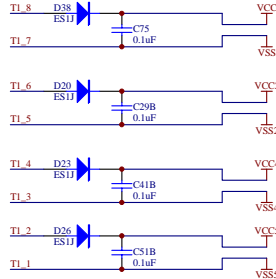 T1_8 D38 VCC
ES1J C75
T1_7 0.1uF VSS
T1_6 D20
ES1J C29B
T1_5 0.1uF
T1_4 D23
ES1J C41B
T1_3 0.1uF
T1_2 D26
ES1J C51B
T1_1 0.1uF